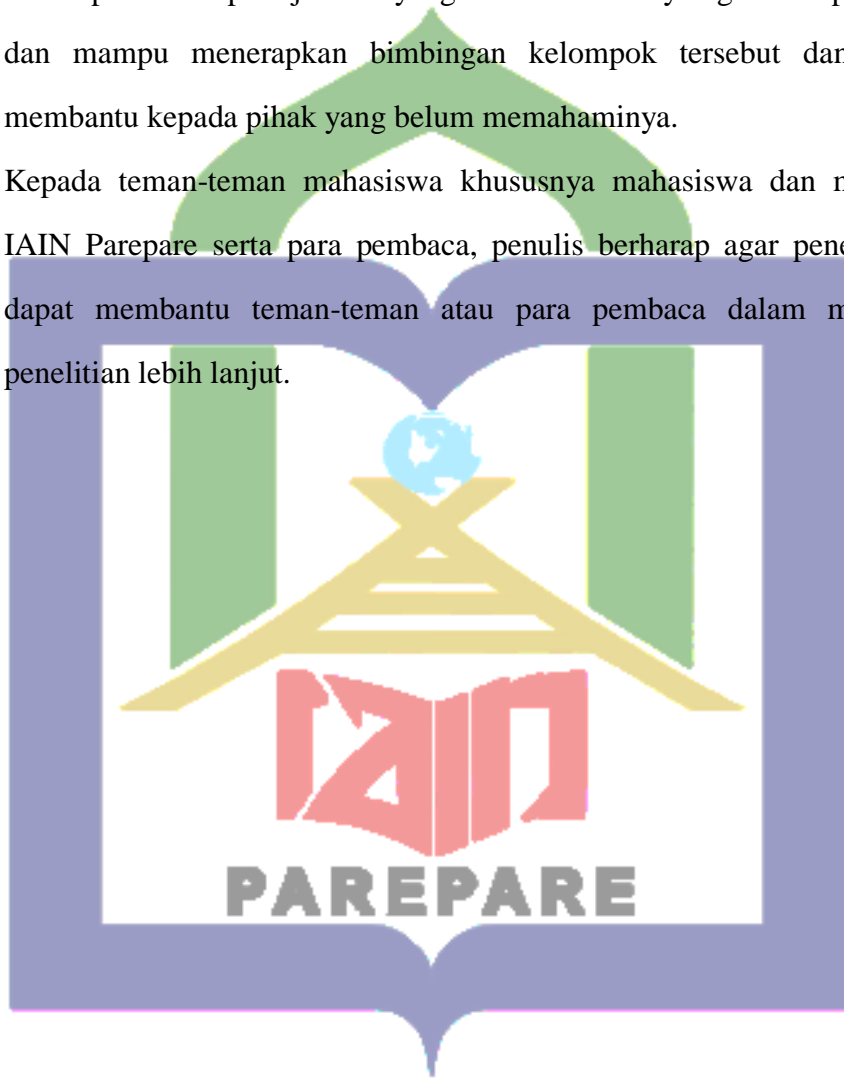 dan mampu menerapkan bimbingan kelompok tersebut dan
membantu kepada pihak yang belum memahaminya.
Kepada teman-teman mahasiswa khususnya mahasiswa dan
IAIN Parepare serta para pembaca, penulis berharap agar
dapat membantu teman-teman atau para pembaca dalam
penelitian lebih lanjut.
IAIN
PAREPARE